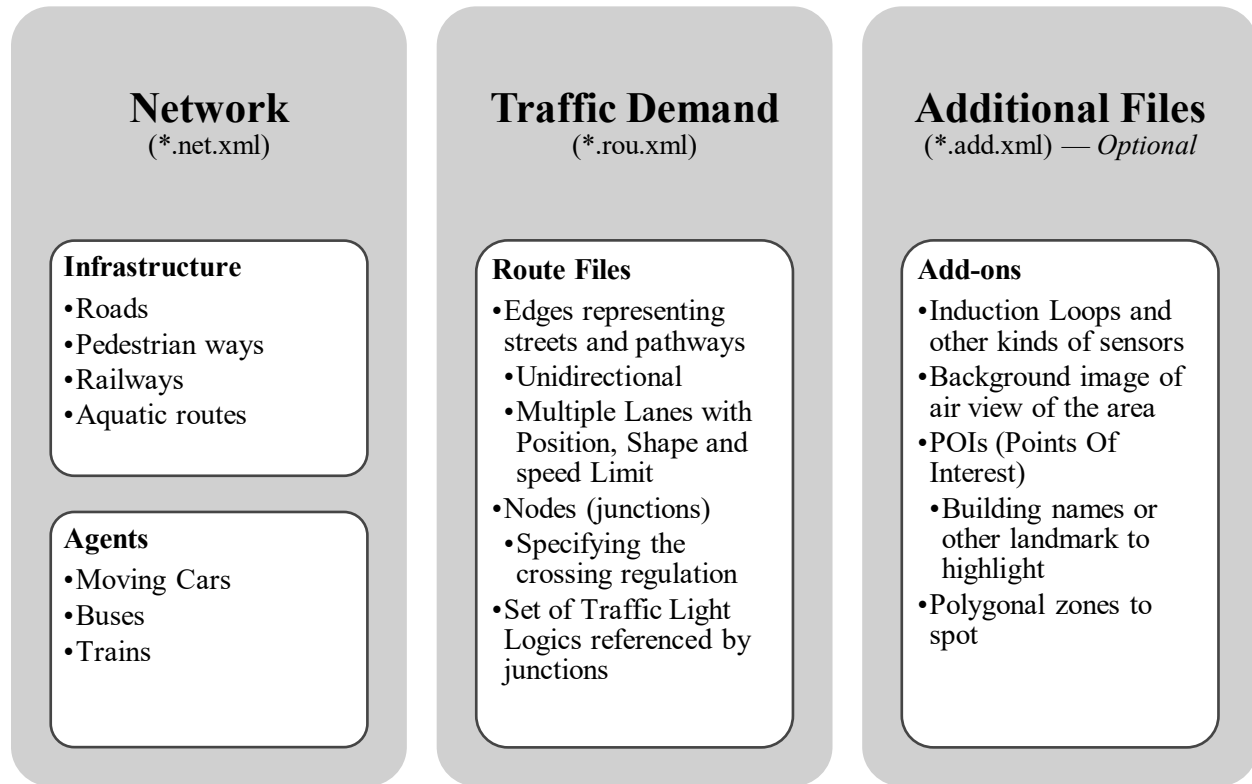 Network
(*.net.xml)
Infrastructure
•Roads
•Pedestrian ways
•Railways
•Aquatic routes
Agents
•Moving Cars
•Buses
•Trains
Traffic Demand
(*.rou.xml)
Route Files
•Edges representing
streets and pathways
•Unidirectional
•Multiple Lanes with
Position, Shape and
speed Limit
•Nodes (junctions)
•Specifying the
crossing regulation
•Set of Traffic Light
Logics referenced by
junctions
Additional Files
(*.add.xml) — Optional
Add-ons
•Induction Loops and
other kinds of sensors
•Background image of
air view of the area
•POIs (Points Of
Interest)
•Building names or
other landmark to
highlight
•Polygonal zones to
spot